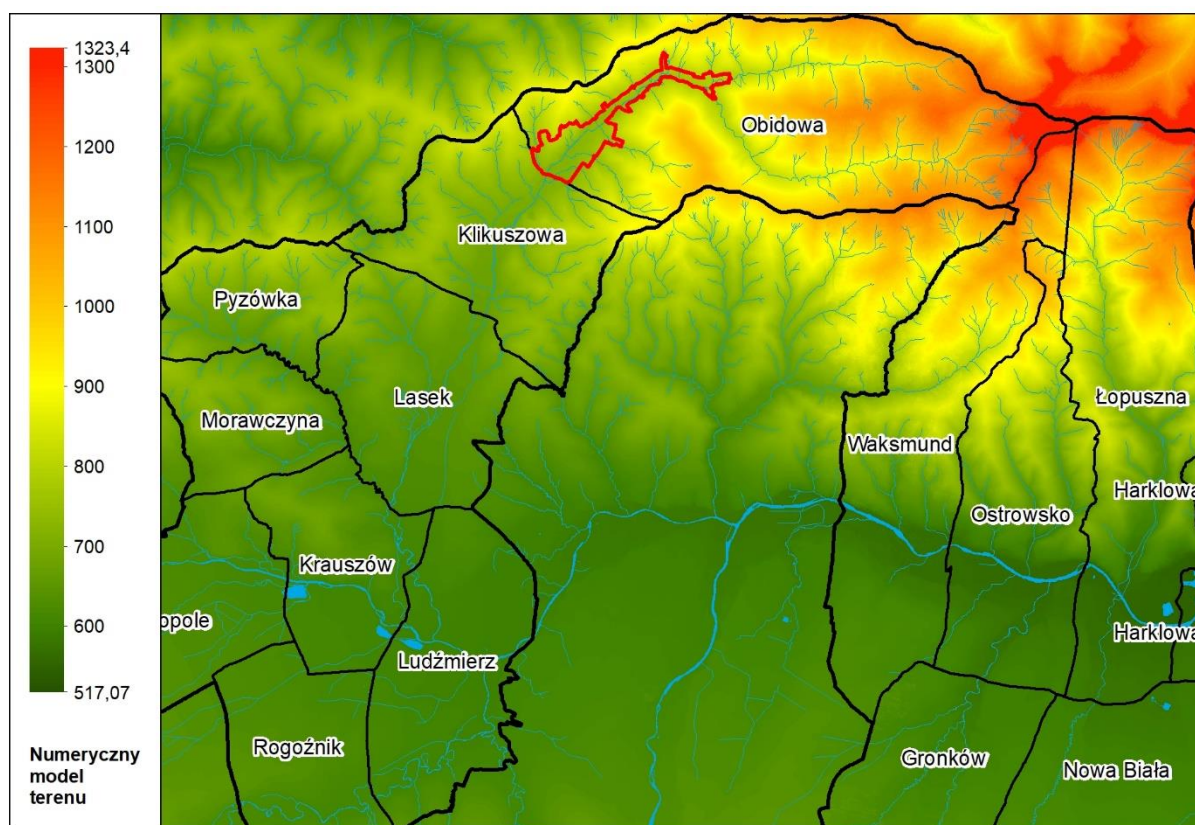 1323,4
1300
1200
1100
1000
900
800
700
600
517,07
Numeryczny
model
terenu
Obidowa
Klikuszowa
Pyzówka
Lasek
Łopuszna
Morawczyna
Waksmund
Harklowa
Ostrowsko
Krauszów
opole
Harklowa
Ludźmierz
Rogoźnik
Gronków
Nowa Biała